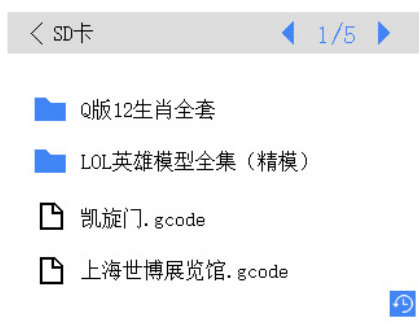 SD卡 1/5
Q版12生肖全套
LOL英雄模型全集（精模）
凯旋门.gcode
上海世博展览馆.gcode